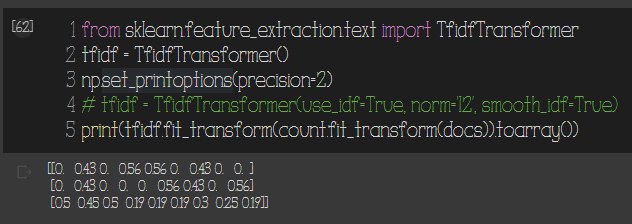 [62]
1 from sklearn.feature_extraction.text import TfidfTransformer
2 tfidf = TfidfTransformer()
3 np.set_printoptions(precision=2)
4 # tfidf = TfidfTransformer(use_idf=True, norm='l2', smooth_idf=True)
5 print(tfidf.fit_transform(count.fit_transform(docs)).toarray())
[[0. 0.43 0. 0.56 0.56 0. 0.43 0. 0. ]
[0. 0.43 0. 0. 0. 0.56 0.43 0. 0.56]
[0.5 0.45 0.5 0.19 0.19 0.19 0.3 0.25 0.19]]